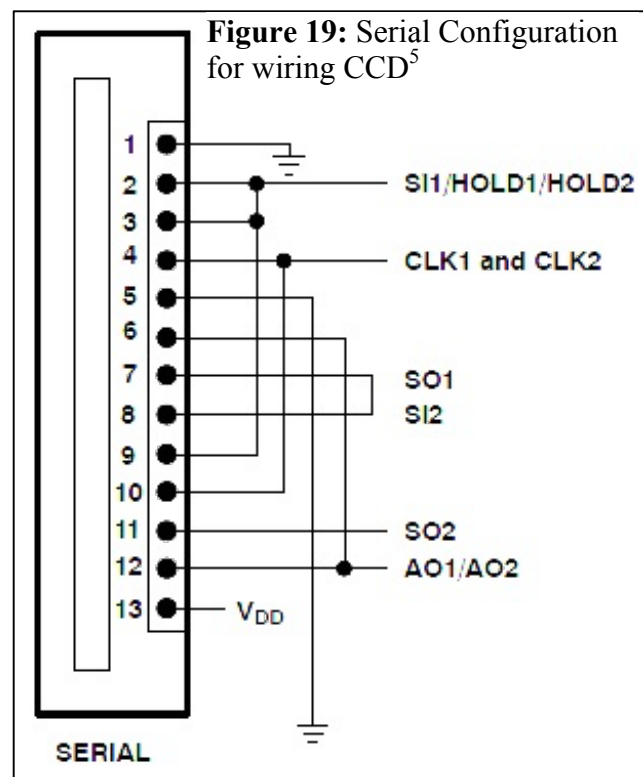 Figure 19: Serial Configuration
for wiring CCD5
1
2 SI1/HOLD1/HOLD2
3
4 CLK1 and CLK2
5
6
7 SO1
8 SI2
9
10
11 SO2
12 AO1/AO2
13 VDD
SERIAL